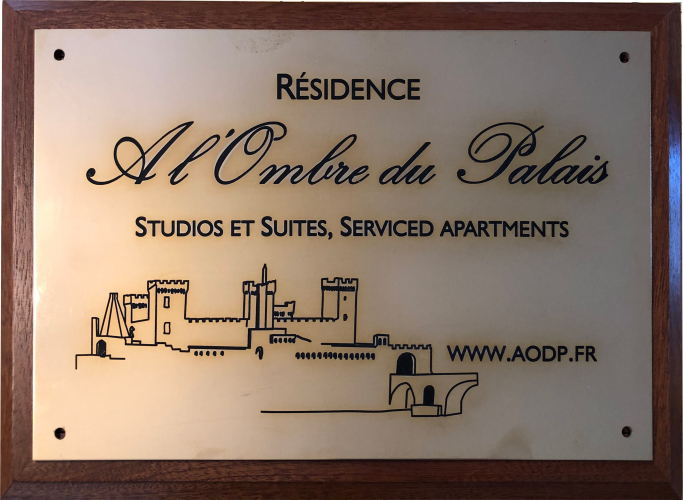 RÉSIDENCE
A l'Ombre du Palais
STUDIOS ET SUITES, SERVICED APARTMENTS
WWW.AODP.FR